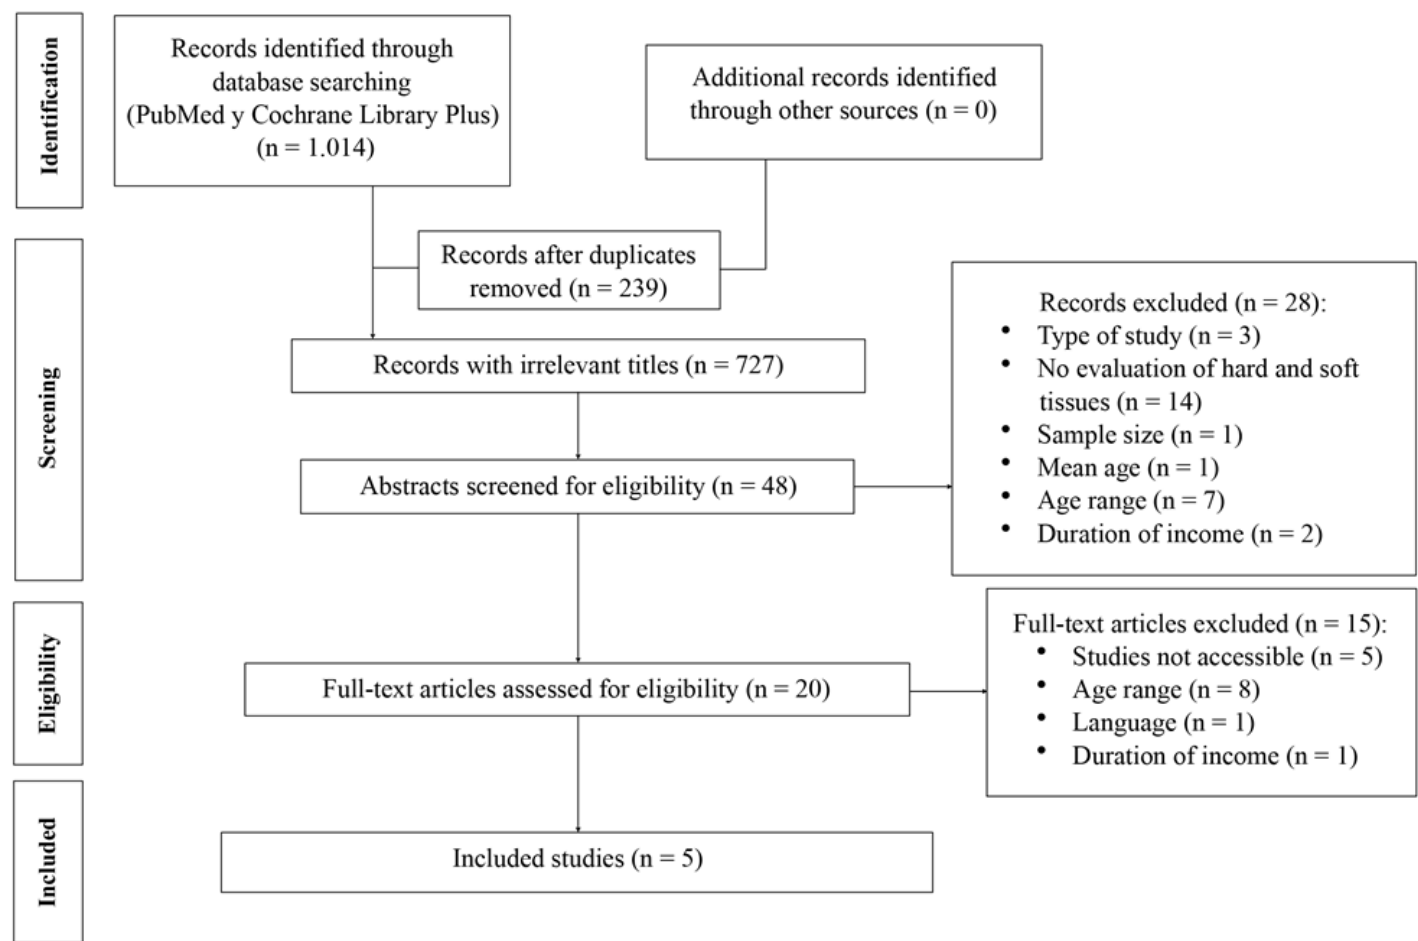 Identification
Records identified through
database searching
(PubMed y Cochrane Library Plus)
(n = 1.014)
Additional records identified
through other sources (n = 0)
Screening
Records after duplicates
removed (n = 239)
Records with irrelevant titles (n = 727)
Abstracts screened for eligibility (n = 48)
Records excluded (n = 28):
• Type of study (n = 3)
• No evaluation of hard and soft
tissues (n = 14)
• Sample size (n = 1)
• Mean age (n = 1)
• Age range (n = 7)
• Duration of income (n = 2)
Eligibility
Full-text articles assessed for eligibility (n = 20)
Full-text articles excluded (n = 15):
• Studies not accessible (n = 5)
• Age range (n = 8)
• Language (n = 1)
• Duration of income (n = 1)
Included
Included studies (n = 5)